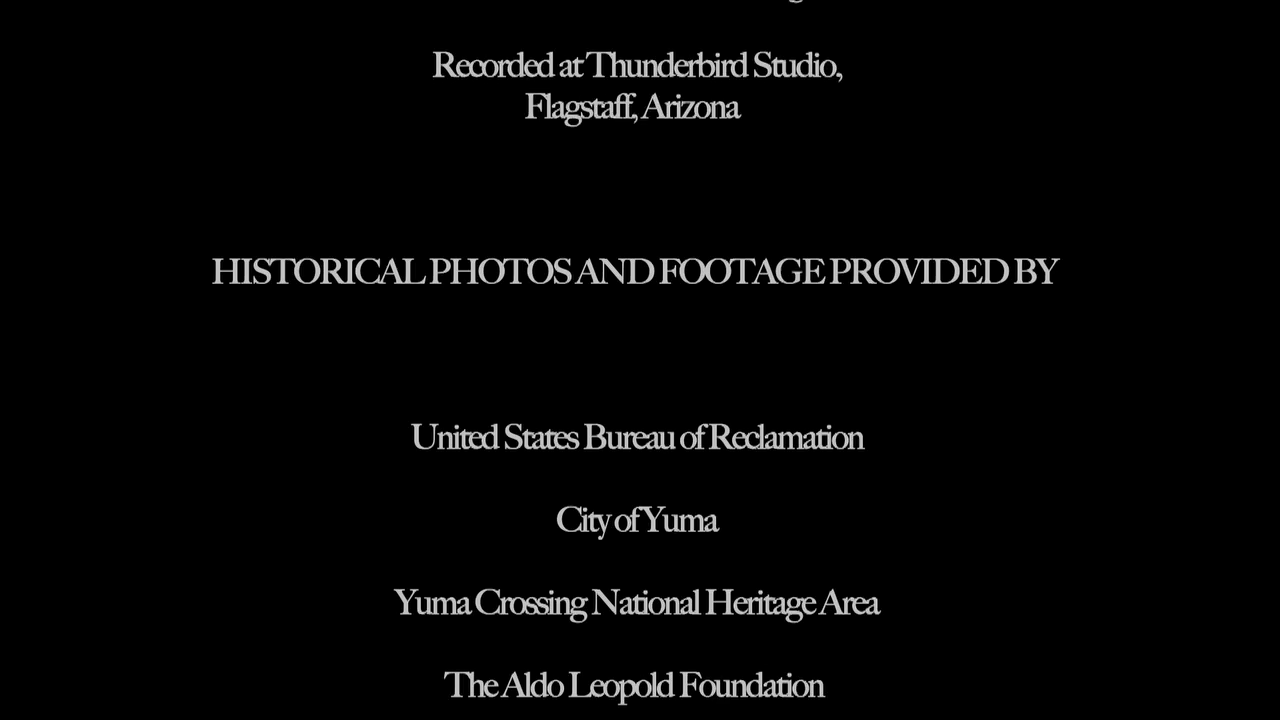 Recorded at Thunderbird Studio,
Flagstaff, Arizona
HISTORICAL PHOTOS AND FOOTAGE PROVIDED BY
United States Bureau of Reclamation
City of Yuma
Yuma Crossing National Heritage Area
The Aldo Leopold Foundation